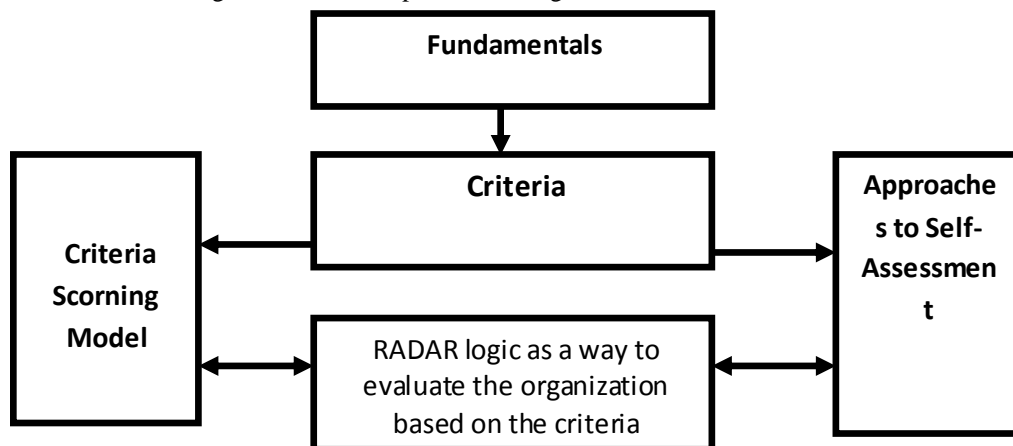 Fundamentals
Criteria
Approache
s to Self-
Assessmen
t
Criteria
Scorning
Model
RADAR logic as a way to
evaluate the organization
based on the criteria